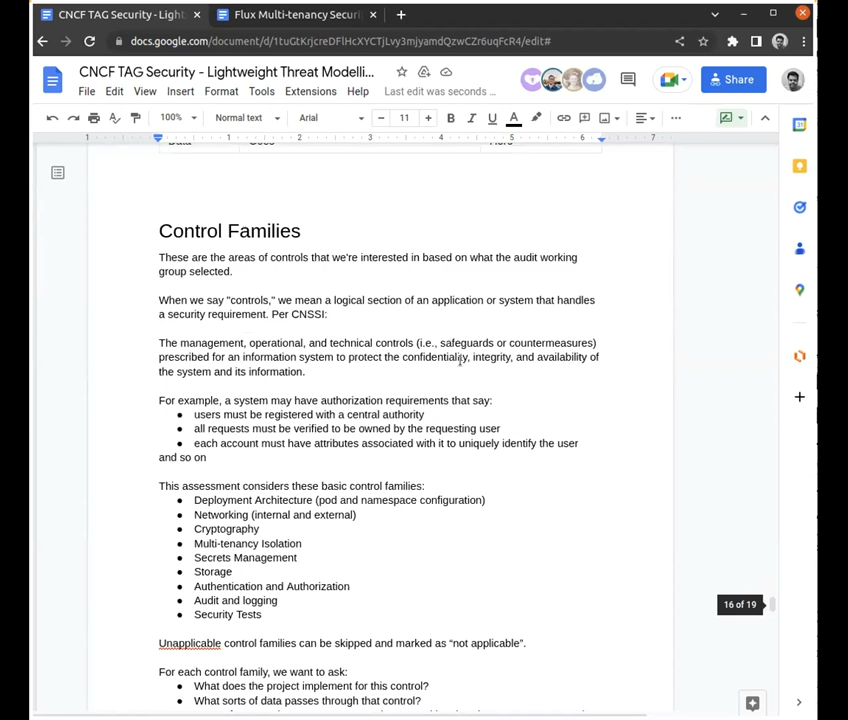 CNCF TAG Security - Light
Flux Multi-tenancy Securi
docs.google.com/document/d/1tuGtKrjcreDFlHcXYCTjLvy3mjyamdQzwCZr6uqFcR4/edit#
CNCF TAG Security - Lightweight Threat Modelli...
Share
File Edit View Insert Format Tools Extensions Help Last edit was seconds ...
100% Normal text Arial 11
1 1 2 3 4 5 6 7
Control Families
These are the areas of controls that we're interested in based on what the audit working
group selected.
When we say "controls," we mean a logical section of an application or system that handles
a security requirement. Per CNSSI:
The management, operational, and technical controls (i.e., safeguards or countermeasures)
prescribed for an information system to protect the confidentiality, integrity, and availability of
the system and its information.
For example, a system may have authorization requirements that say:
● users must be registered with a central authority
● all requests must be verified to be owned by the requesting user
● each account must have attributes associated with it to uniquely identify the user
and so on
This assessment considers these basic control families:
● Deployment Architecture (pod and namespace configuration)
● Networking (internal and external)
● Cryptography
● Multi-tenancy Isolation
● Secrets Management
● Storage
● Authentication and Authorization
● Audit and logging
● Security Tests
16 of 19
Unapplicable control families can be skipped and marked as “not applicable”.
For each control family, we want to ask:
● What does the project implement for this control?
● What sorts of data passes through that control?